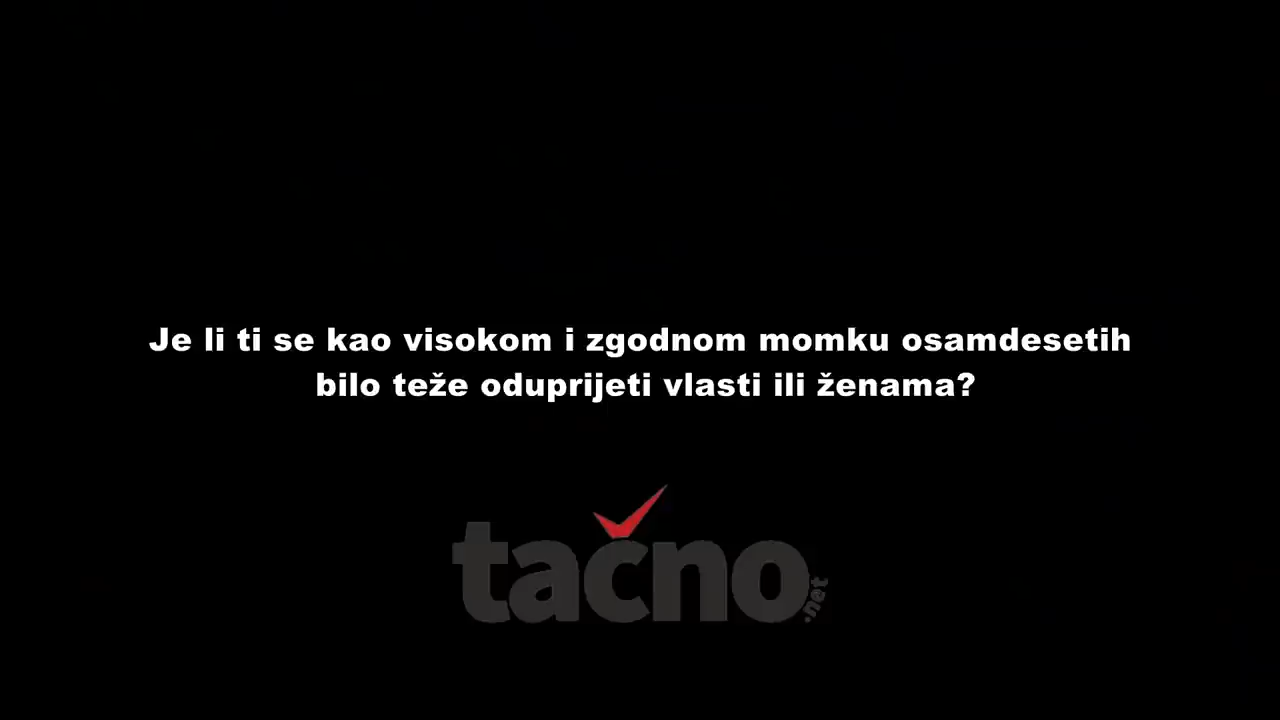 Je li ti se kao visokom i zgodnom momku osamdesetih
bilo teže oduprijeti vlasti ili ženama?
tačno
.net